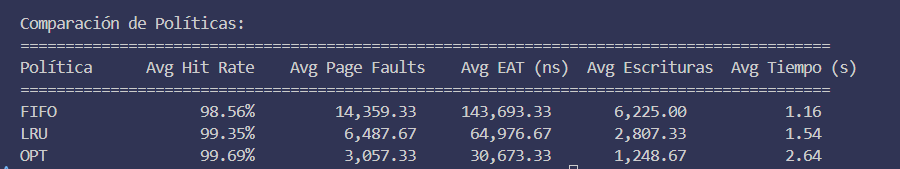 Comparación de Políticas:
==========================================================================================
Política Avg Hit Rate Avg Page Faults Avg EAT (ns) Avg Escrituras Avg Tiempo (s)
==========================================================================================
FIFO 98.56% 14,359.33 143,693.33 6,225.00 1.16
LRU 99.35% 6,487.67 64,976.67 2,807.33 1.54
OPT 99.69% 3,057.33 30,673.33 1,248.67 2.64